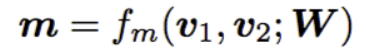 m = f_m(v_1, v_2; W)